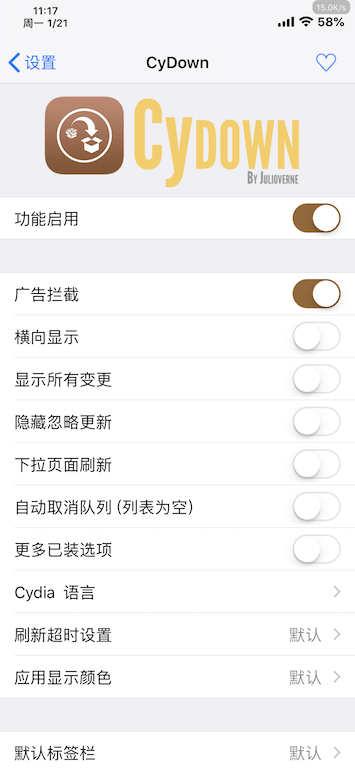 11:17
周一 1/21
15.0K/s
58%
设置
CyDown
CYDOWN
BY JULIOVERNE
功能启用
广告拦截
横向显示
显示所有变更
隐藏忽略更新
下拉页面刷新
自动取消队列 (列表为空)
更多已装选项
Cydia 语言
刷新超时设置 默认
应用显示颜色 默认
默认标签栏 默认